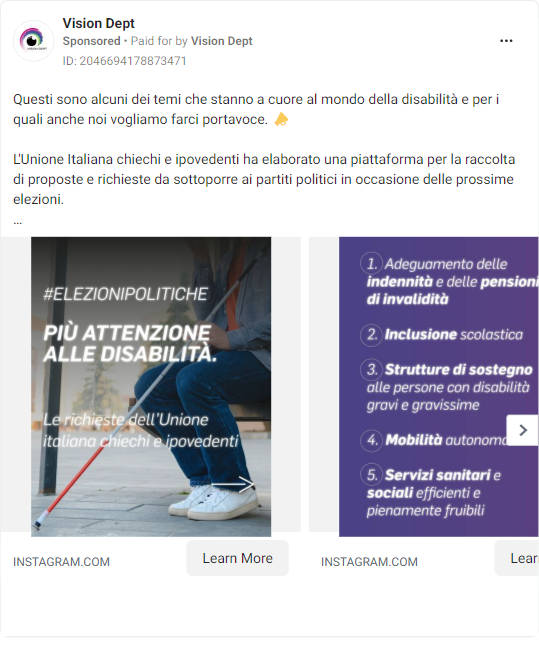 Vision Dept
Sponsored • Paid for by Vision Dept
ID: 2046694178873471
Questi sono alcuni dei temi che stanno a cuore al mondo della disabilità e per i
quali anche noi vogliamo farci portavoce.
L'Unione Italiana chiechi e ipovedenti ha elaborato una piattaforma per la raccolta
di proposte e richieste da sottoporre ai partiti politici in occasione delle prossime
elezioni.
...
#ELEZIONIPOLITICHE
PIÙ ATTENZIONE
ALLE DISABILITÀ.
Le richieste dell'Unione
italiana chiechi e ipovedenti
1. Adeguamento delle
indennità e delle pensioni
di invalidità
2. Inclusione scolastica
3. Strutture di sostegno
alle persone con disabilità
gravi e gravissime
4. Mobilità autonoma
5. Servizi sanitari e
sociali efficienti e
pienamente fruibili
INSTAGRAM.COM
Learn More
INSTAGRAM.COM
Lear